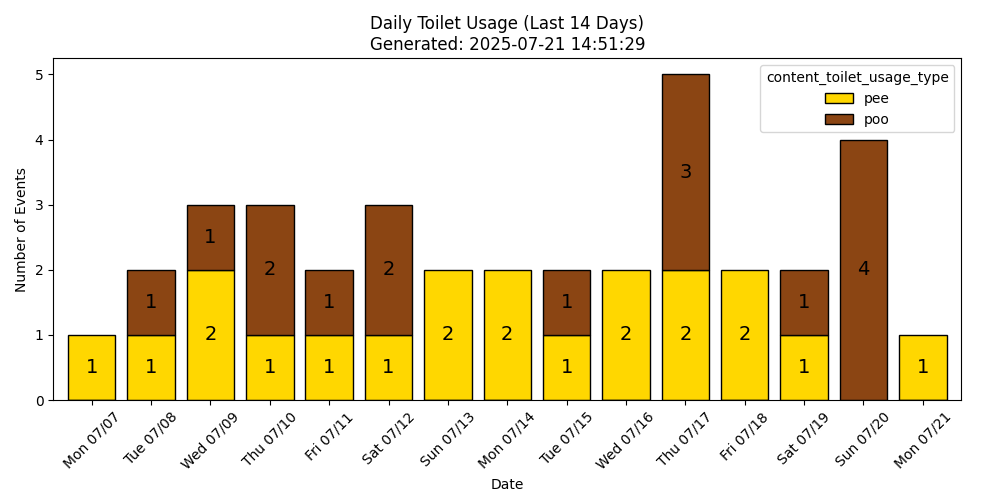 Daily Toilet Usage (Last 14 Days)
Generated: 2025-07-21 14:51:29
content_toilet_usage_type
pee
poo
Number of Events
5
4
3
2
1
0
1
1
1
2
1
1
2
1
1
1
2
2
2
1
1
2
2
3
2
1
1
4
1
Mon 07/07
Tue 07/08
Wed 07/09
Thu 07/10
Fri 07/11
Sat 07/12
Sun 07/13
Mon 07/14
Tue 07/15
Wed 07/16
Thu 07/17
Fri 07/18
Sat 07/19
Sun 07/20
Mon 07/21
Date